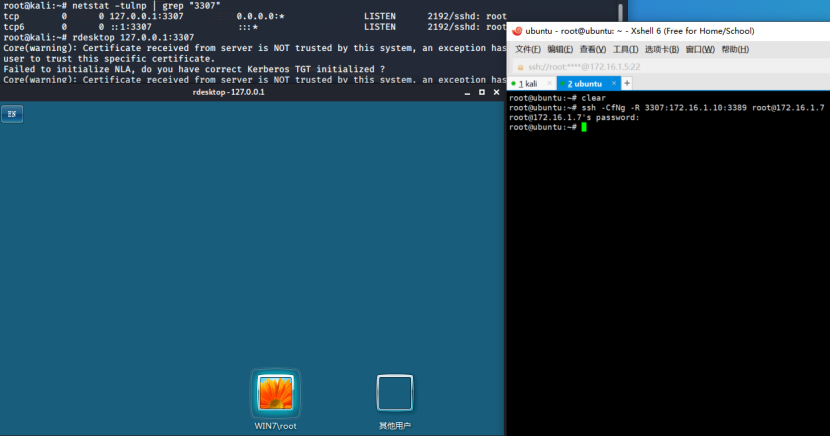 root@kali:~# netstat -tulnp | grep "3307"
tcp 0 0 127.0.0.1:3307 0.0.0.0:* LISTEN 2192/sshd: root
tcp6 0 0 ::1:3307 :::* LISTEN 2192/sshd: root
root@kali:~# rdesktop 127.0.0.1:3307
Core(warning): Certificate received from server is NOT trusted by this system, an exception has
user to trust this specific certificate.
Failed to initialize NLA, do you have correct Kerberos TGT initialized ?
Core(warning): Certificate received from server is NOT trusted by this system, an exception has
rdesktop - 127.0.0.1
EN
WIN7\root
其他用户
ubuntu - root@ubuntu: ~ - Xshell 6 (Free for Home/School)
文件(F) 编辑(E) 查看(V) 工具(T) 选项卡(B) 窗口(W) 帮助(H)
ssh://root:****@172.16.1.5:22
1 kali
2 ubuntu
root@ubuntu:~# clear
root@ubuntu:~# ssh -CfNg -R 3307:172.16.1.10:3389 root@172.16.1.7
root@172.16.1.7's password:
root@ubuntu:~#